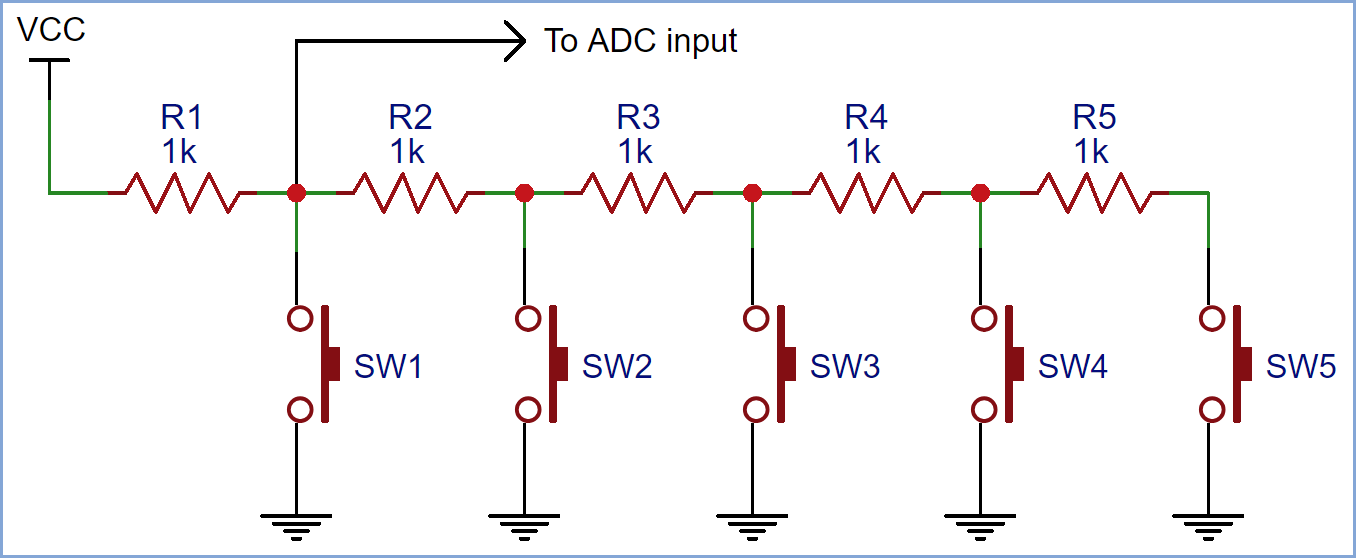 VCC
To ADC input
R1
1k
R2
1k
R3
1k
R4
1k
R5
1k
SW1
SW2
SW3
SW4
SW5